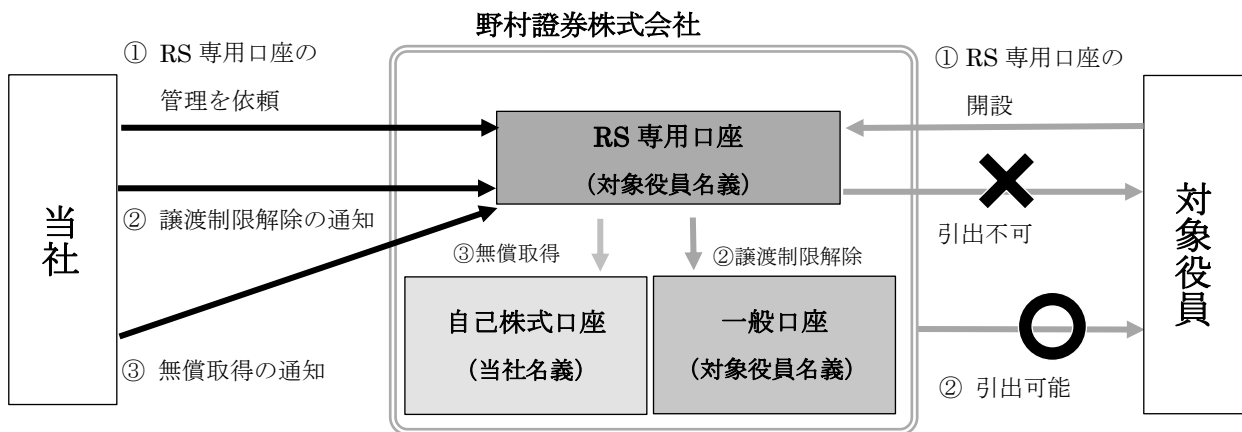 野村證券株式会社
① RS 専用口座の
管理を依頼
② 譲渡制限解除の通知
③ 無償取得の通知
当社
RS 専用口座
(対象役員名義)
③無償取得
②譲渡制限解除
自己株式口座
(当社名義)
一般口座
(対象役員名義)
① RS 専用口座の
開設
引出不可
② 引出可能
対象役員